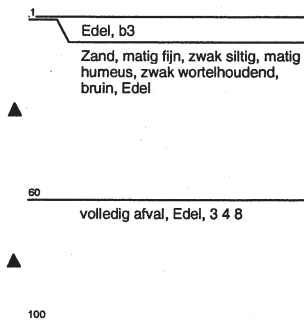 .1
Edel, b3
Zand, matig fijn, zwak siltig, matig
humeus, zwak wortelhoudend,
bruin, Edel
60
volledig afval, Edel, 3 4 8
100